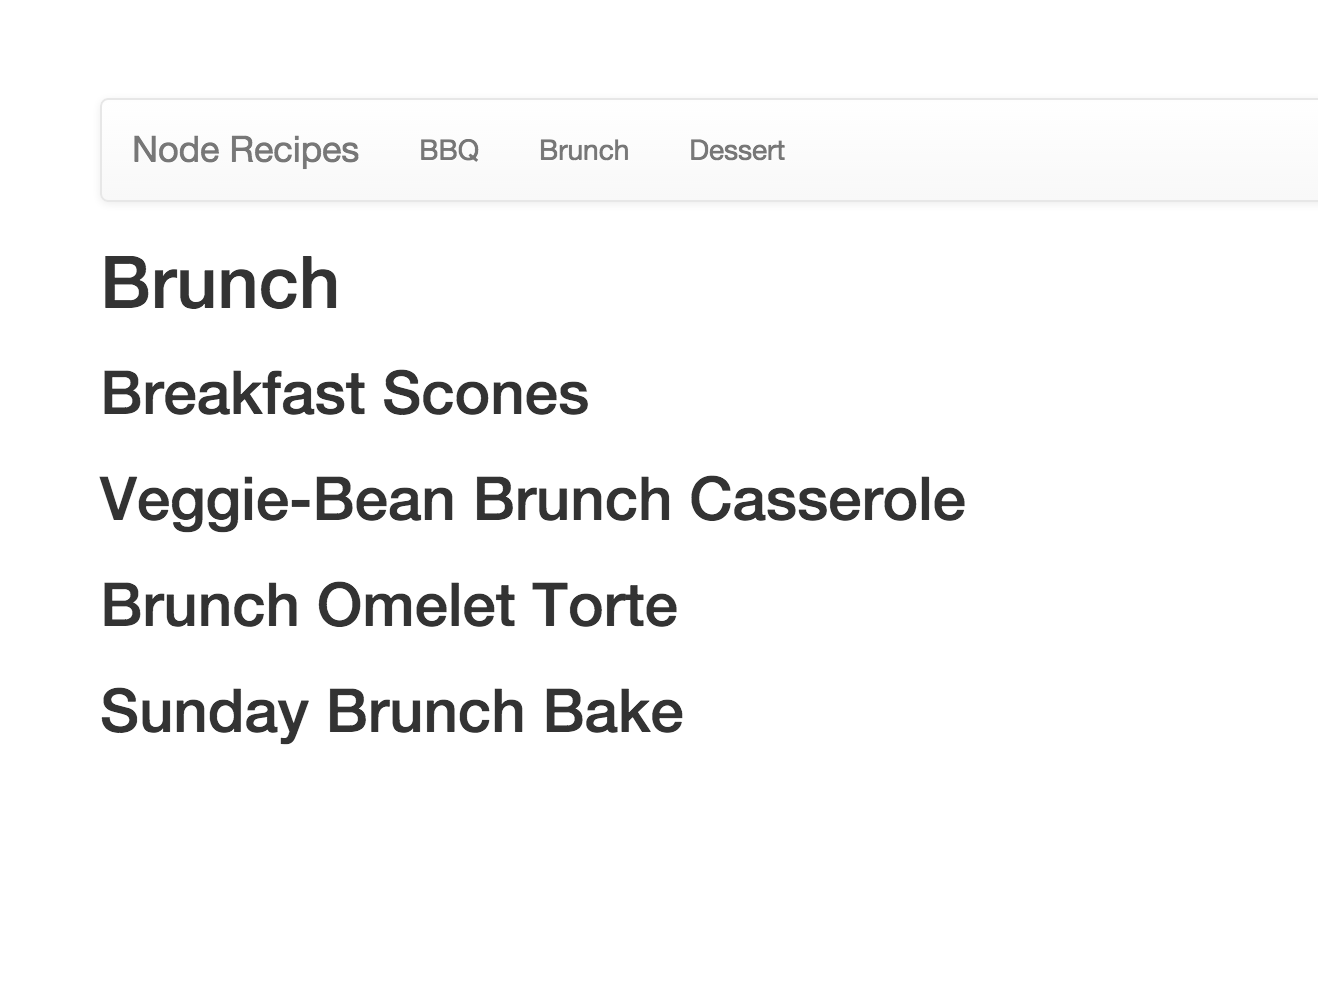 Node Recipes BBQ Brunch Dessert
Brunch
Breakfast Scones
Veggie-Bean Brunch Casserole
Brunch Omelet Torte
Sunday Brunch Bake